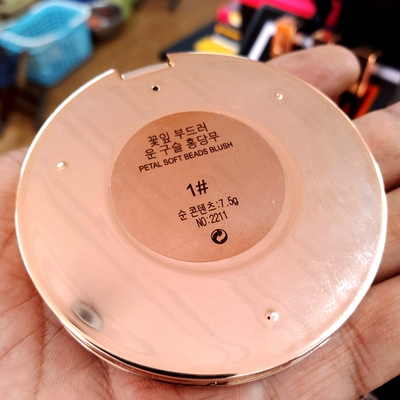 꽃잎 부드러
운 구슬 홍당무
PETAL SOFT BEADS BLUSH
1#
순 콘텐츠:7.5g
NO:2211